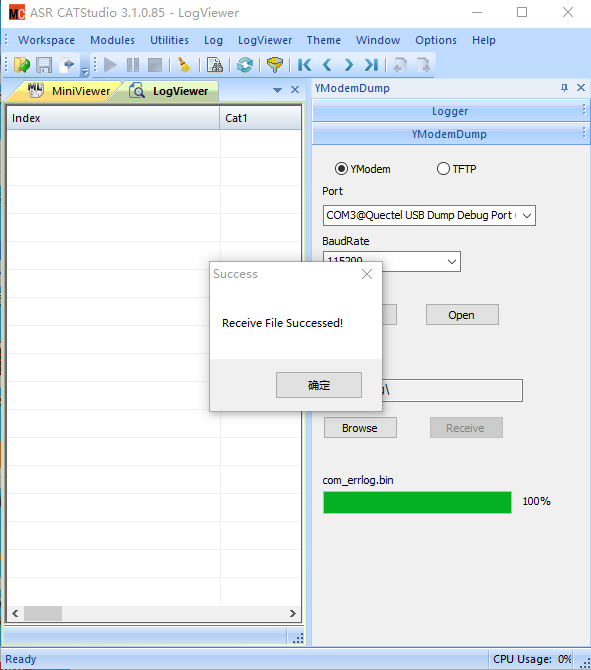 ASR CATStudio 3.1.0.85 - LogViewer
Workspace Modules Utilities Log LogViewer Theme Window Options Help
MiniViewer LogViewer
YModemDump
Index Cat1
Logger
YModemDump
YModem TFTP
Port
COM3@Quectel USB Dump Debug Port
BaudRate
115200
Success
Receive File Successed!
确定
Open
Browse Receive
com_errlog.bin
100%
Ready
CPU Usage: 0%